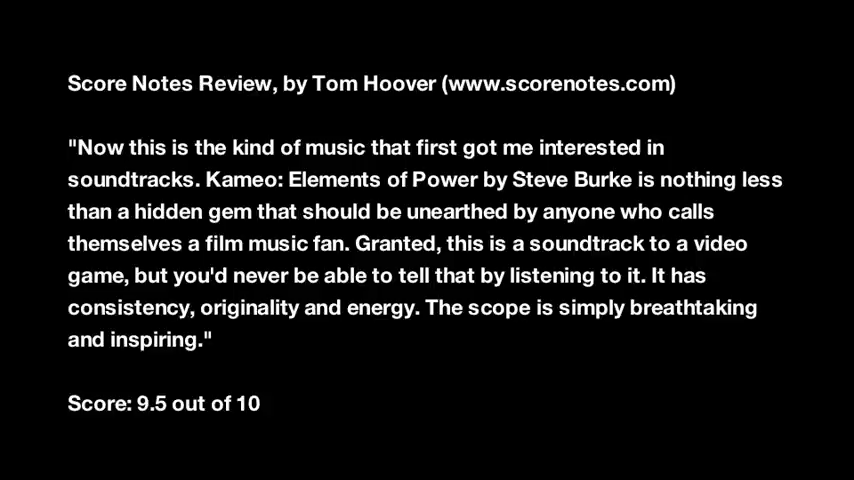 Score Notes Review, by Tom Hoover (www.scorenotes.com)
"Now this is the kind of music that first got me interested in
soundtracks. Kameo: Elements of Power by Steve Burke is nothing less
than a hidden gem that should be unearthed by anyone who calls
themselves a film music fan. Granted, this is a soundtrack to a video
game, but you'd never be able to tell that by listening to it. It has
consistency, originality and energy. The scope is simply breathtaking
and inspiring."
Score: 9.5 out of 10